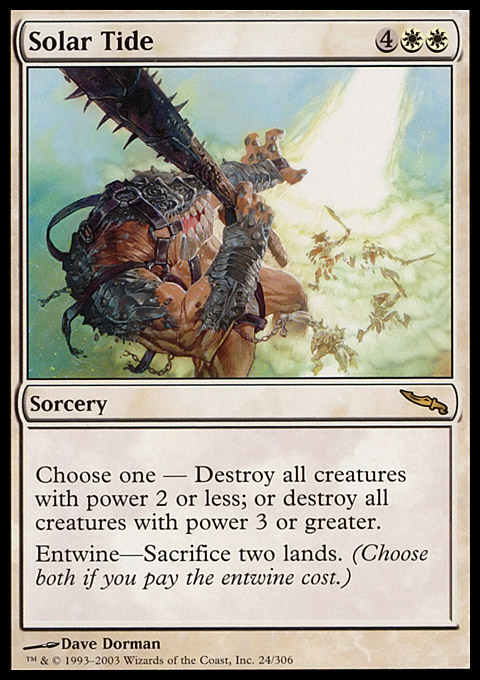 Solar Tide 4
Sorcery
Choose one — Destroy all creatures
with power 2 or less; or destroy all
creatures with power 3 or greater.
Entwine—Sacrifice two lands. (Choose
both if you pay the entwine cost.)
Dave Dorman
™ & © 1993–2003 Wizards of the Coast, Inc. 24/306